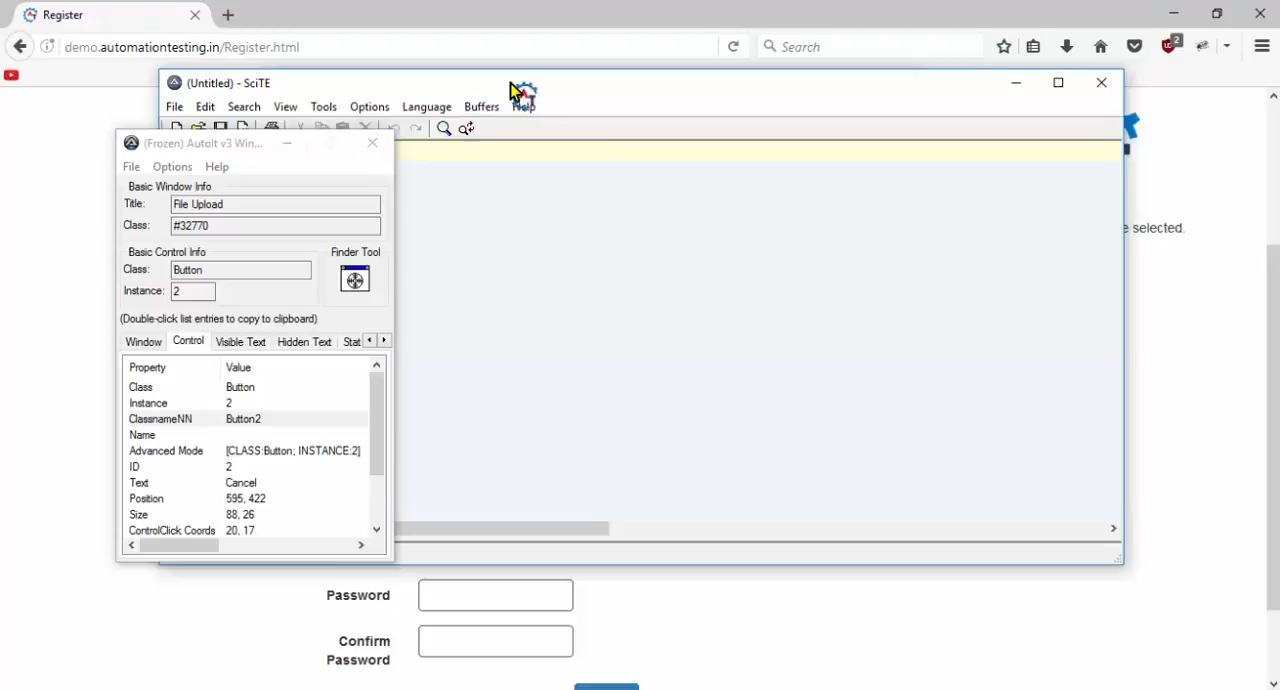 Register
demo.automationtesting.in/Register.html
Search
2
(Untitled) - SciTE
File Edit Search View Tools Options Language Buffers Help
(Frozen) AutoIt v3 Win...
File Options Help
Basic Window Info
Title: File Upload
Class: #32770
Basic Control Info
Finder Tool
Class: Button
Instance: 2
(Double-click list entries to copy to clipboard)
Window Control Visible Text Hidden Text Stat
Property Value
Class Button
Instance 2
ClassnameNN Button2
Name
Advanced Mode [CLASS:Button; INSTANCE:2]
ID 2
Text Cancel
Position 595, 422
Size 88, 26
ControlClick Coords 20, 17
e selected.
Password
Confirm
Password